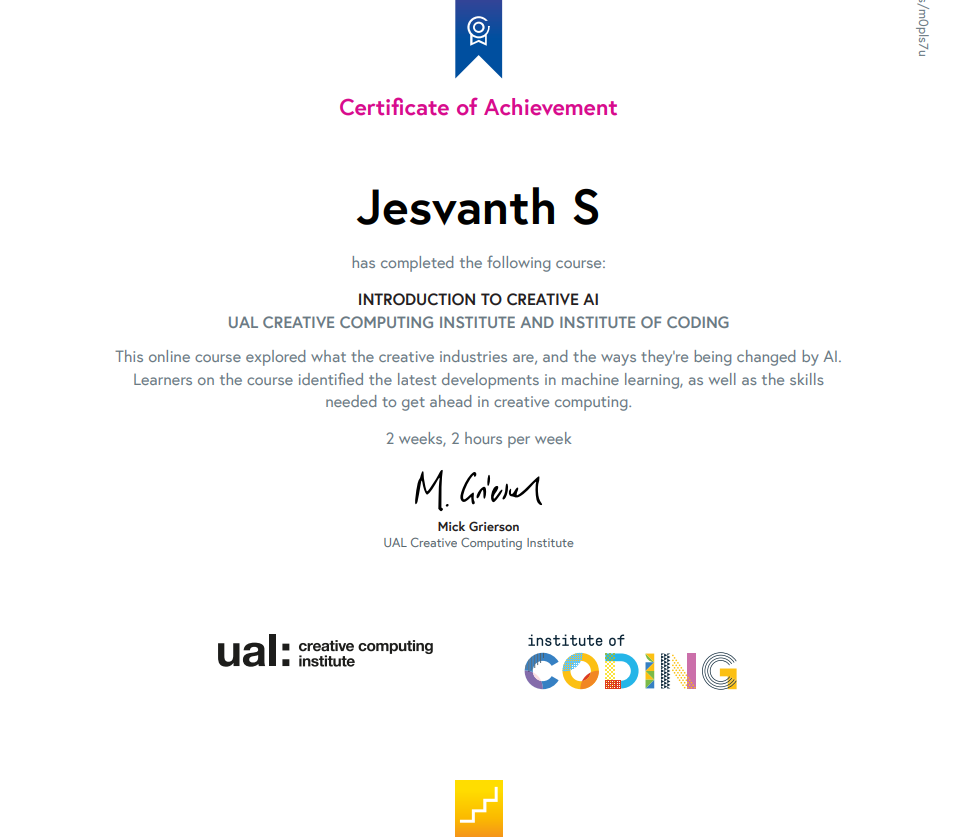 s/m0pls7u
Certificate of Achievement
Jesvanth S
has completed the following course:
INTRODUCTION TO CREATIVE AI
UAL CREATIVE COMPUTING INSTITUTE AND INSTITUTE OF CODING
This online course explored what the creative industries are, and the ways they're being changed by AI.
Learners on the course identified the latest developments in machine learning, as well as the skills
needed to get ahead in creative computing.
2 weeks, 2 hours per week
M. Grierson
Mick Grierson
UAL Creative Computing Institute
ual: creative computing
institute
institute of
CODING